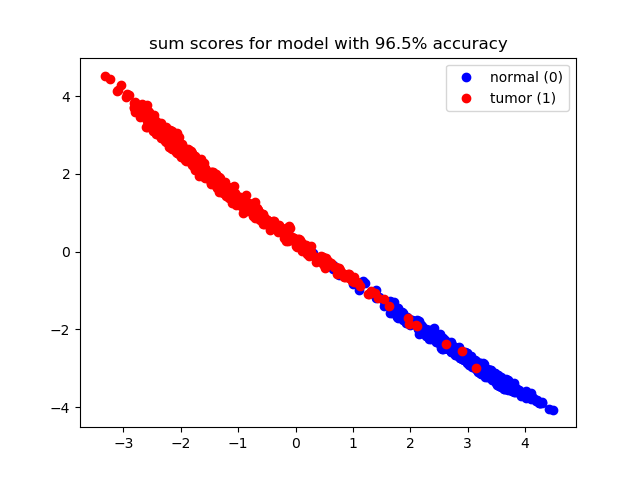 sum scores for model with 96.5% accuracy
normal (0)
tumor (1)
4
2
0
−2
−4
−3 −2 −1 0 1 2 3 4